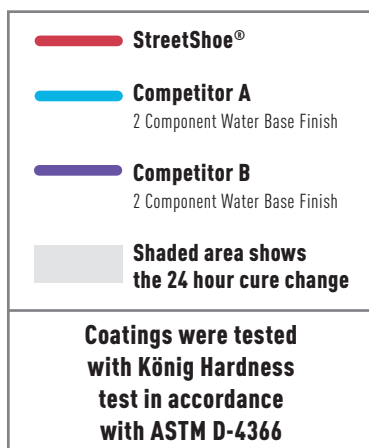 StreetShoe®
Competitor A
2 Component Water Base Finish
Competitor B
2 Component Water Base Finish
Shaded area shows
the 24 hour cure change
Coatings were tested
with König Hardness
test in accordance
with ASTM D-4366